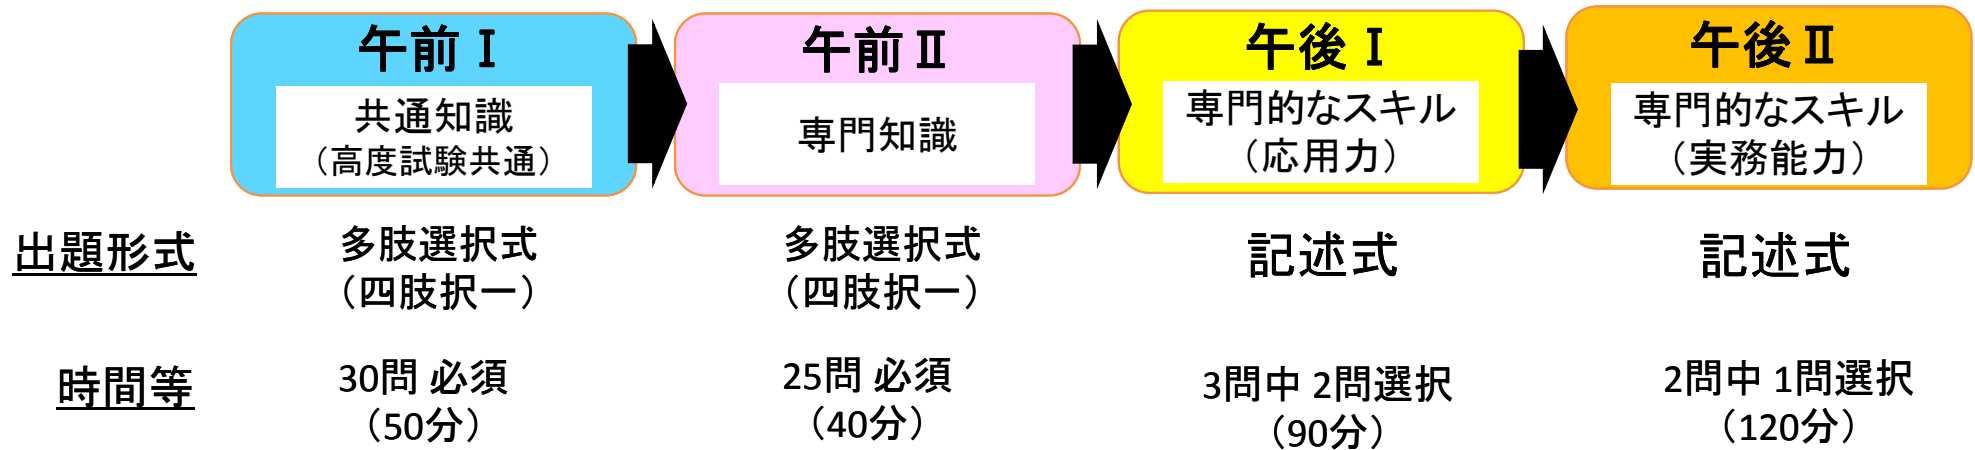 午前Ⅰ
共通知識
（高度試験共通）
午前Ⅱ
専門知識
午後Ⅰ
専門的なスキル
（応用力）
午後Ⅱ
専門的なスキル
（実務能力）
出題形式
多肢選択式
（四肢択一）
多肢選択式
（四肢択一）
記述式
記述式
時間等
30問 必須
（50分）
25問 必須
（40分）
3問中 2問選択
（90分）
2問中 1問選択
（120分）